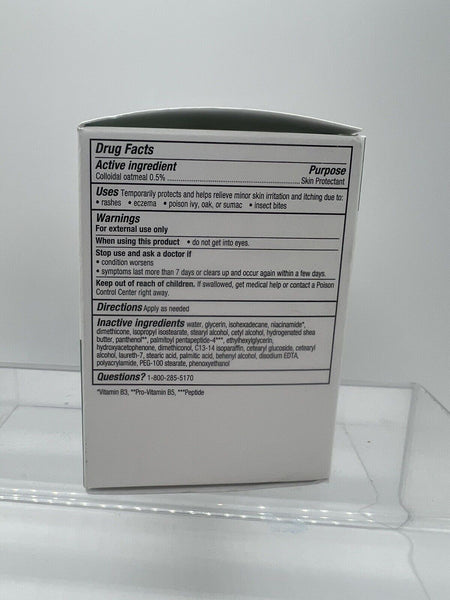 Drug Facts
Active ingredient
Purpose
Colloidal oatmeal 0.5% ........ Skin Protectant
Uses Temporarily protects and helps relieve minor skin irritation and itching due to:
• rashes • eczema • poison ivy, oak, or sumac • insect bites
Warnings
For external use only
When using this product • do not get into eyes.
Stop use and ask a doctor if
• condition worsens
• symptoms last more than 7 days or clears up and occur again within a few days.
Keep out of reach of children. If swallowed, get medical help or contact a Poison
Control Center right away.
Directions Apply as needed
Inactive ingredients water, glycerin, isohexadecane, niacinamide*,
dimethicone, isopropyl isostearate, stearyl alcohol, cetyl alcohol, hydrogenated shea
butter, panthenol**, palmitoyl pentapeptide-4***, ethylhexylglycerin,
hydroxyacetophenone, dimethiconol, C13-14 isoparaffin, cetearyl glucoside, cetearyl
alcohol, laureth-7, stearic acid, palmitic acid, behenyl alcohol, disodium EDTA,
polyacrylamide, PEG-100 stearate, phenoxyethanol
Questions? 1-800-285-5170
*Vitamin B3, **Pro-Vitamin B5, ***Peptide